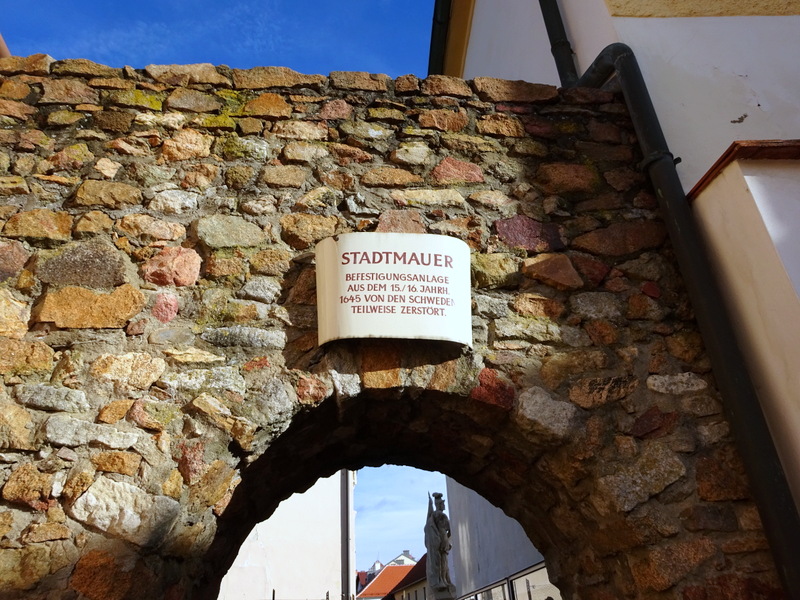 STADTMAUER
BEFESTIGUNGSANLAGE
AUS DEM 15./16. JAHRH.
1645 VON DEN SCHWEDEN
TEILWEISE ZERSTÖRT.